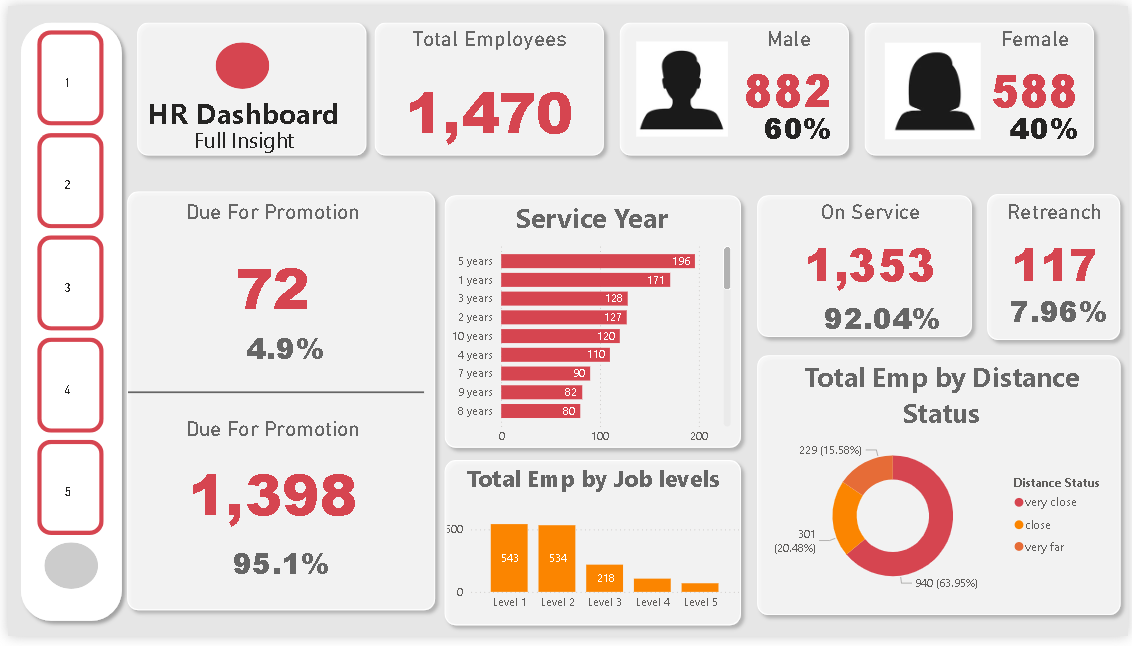 1
2
3
4
5
HR Dashboard
Full Insight
Total Employees
1,470
Male
882
60%
Female
588
40%
Due For Promotion
72
4.9%
Due For Promotion
1,398
95.1%
Service Year
5 years 196
1 years 171
3 years 128
2 years 127
10 years 120
4 years 110
7 years 90
9 years 82
8 years 80
0 100 200
Total Emp by Job levels
500
0
543 534 218
Level 1 Level 2 Level 3 Level 4 Level 5
On Service
1,353
92.04%
Retreanch
117
7.96%
Total Emp by Distance
Status
229 (15.58%)
301
(20.48%)
940 (63.95%)
Distance Status
very close
close
very far